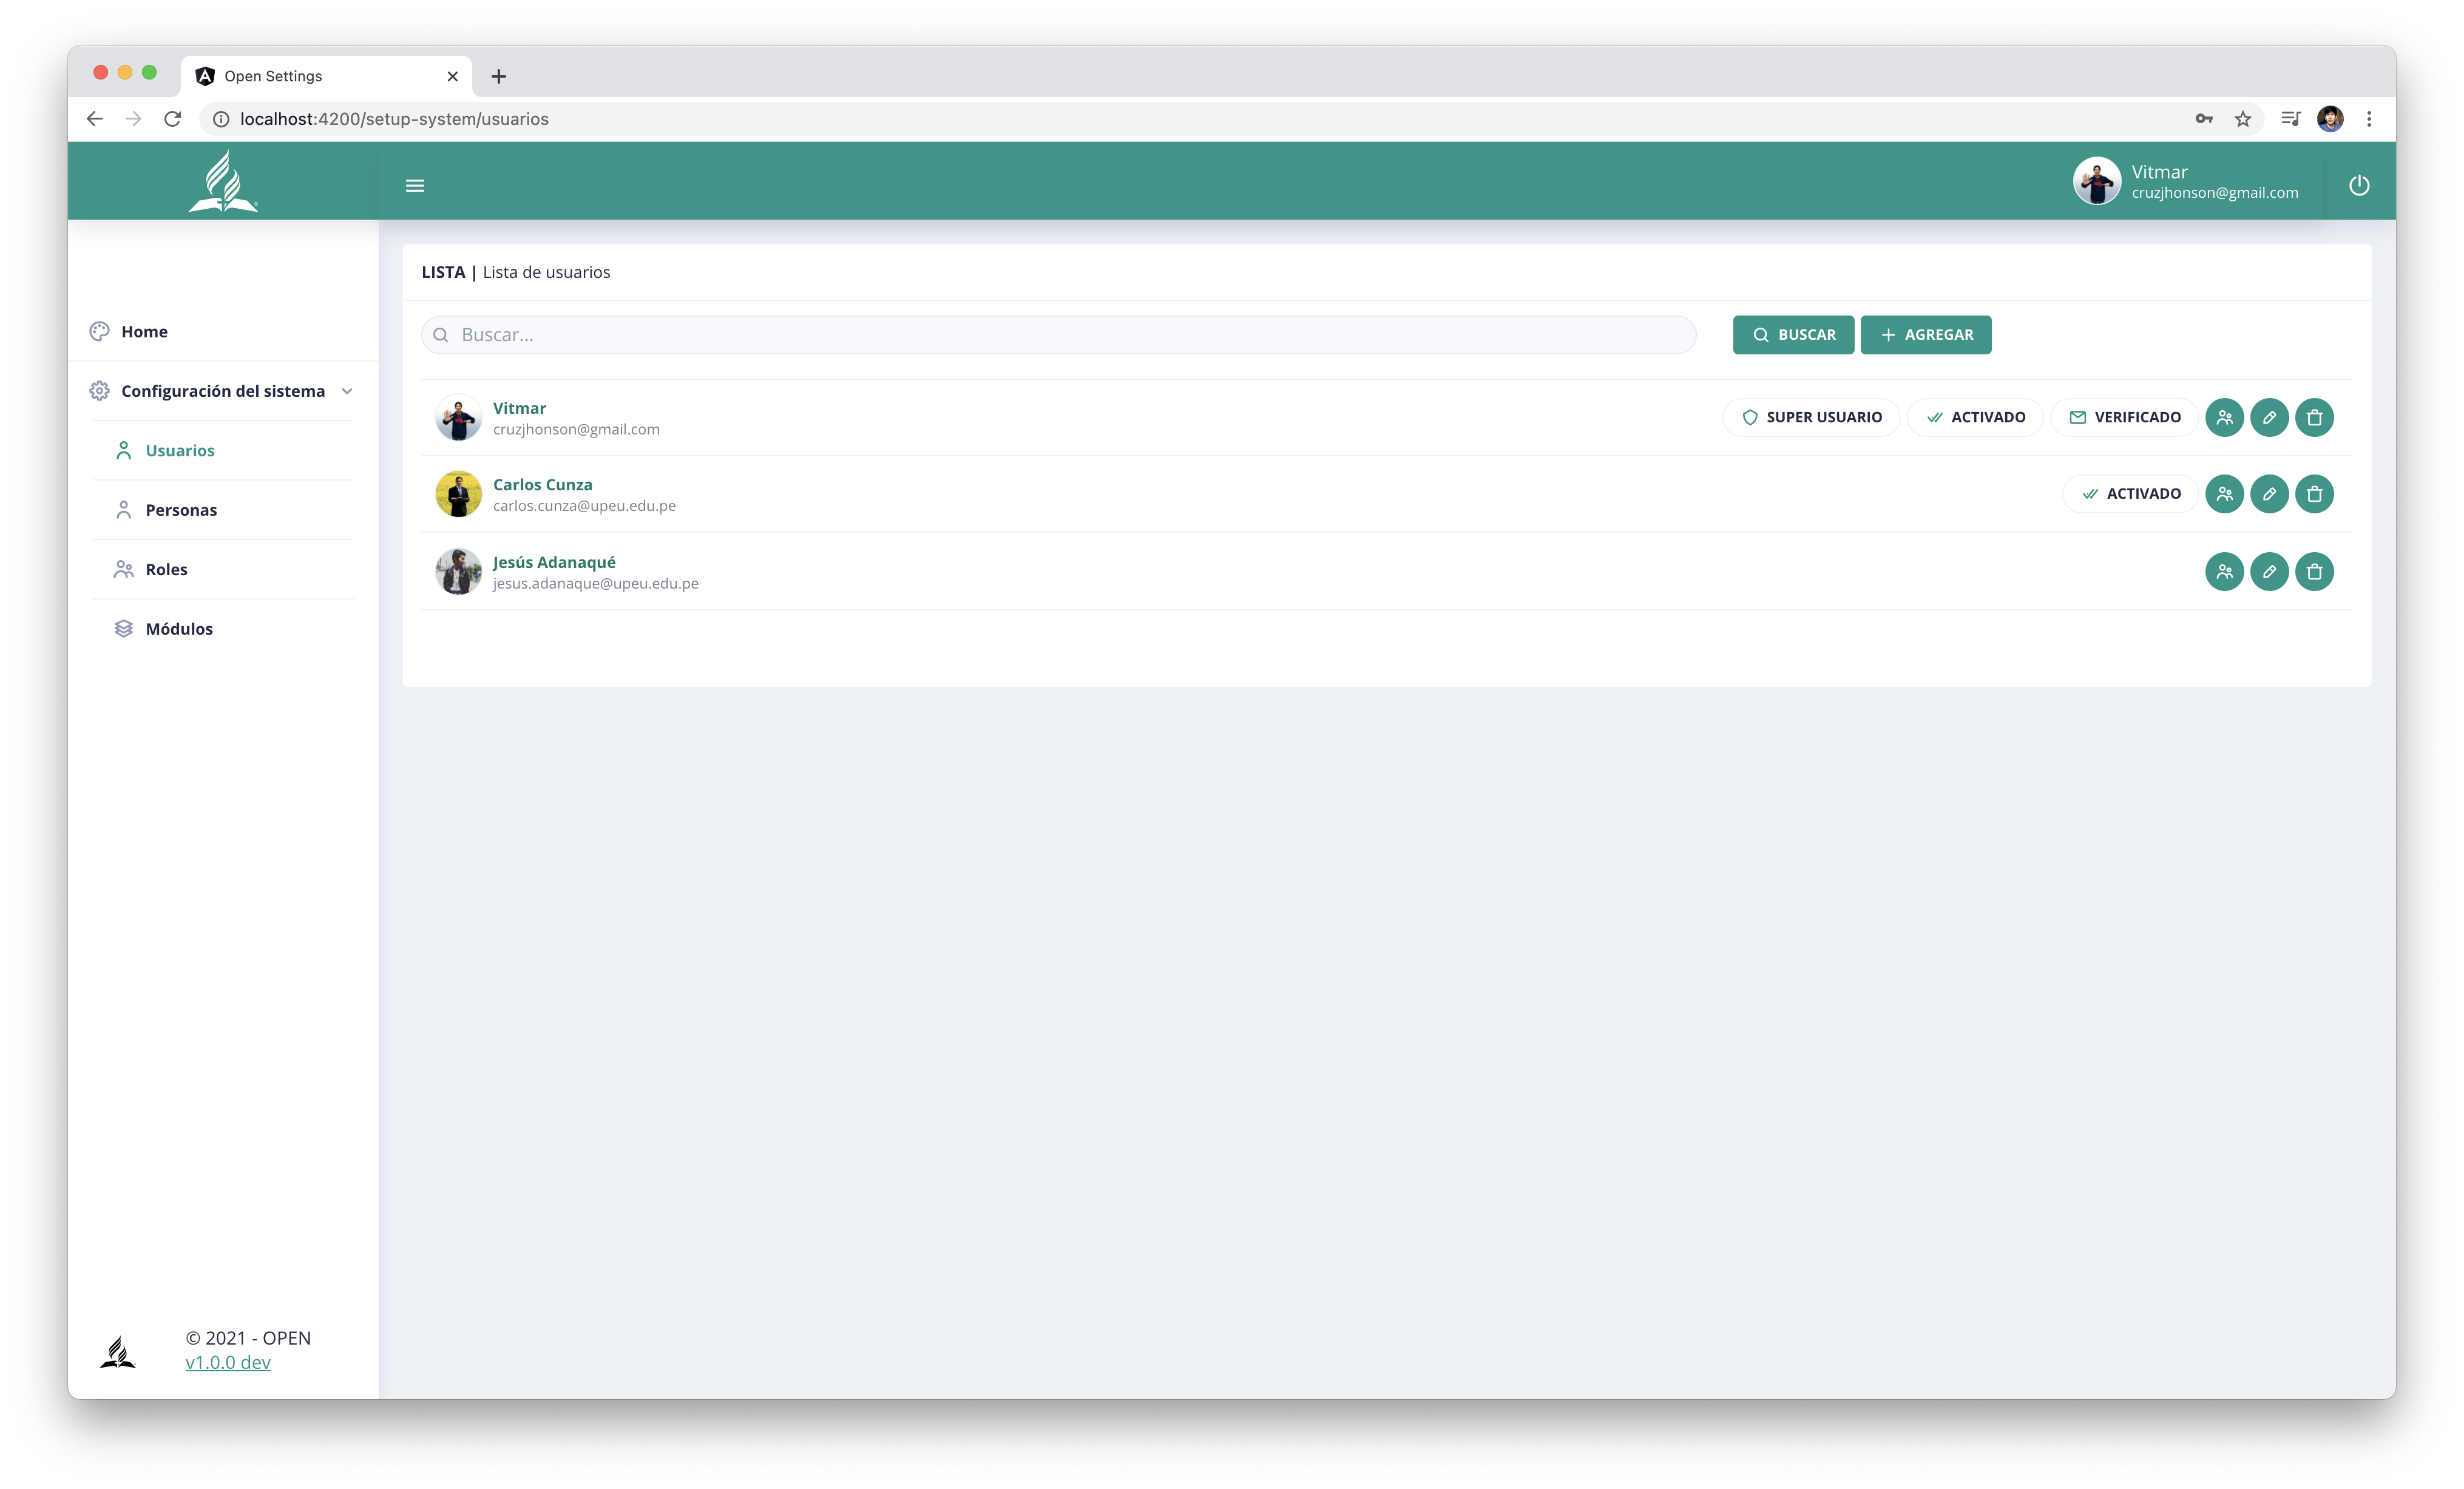 Open Settings
localhost:4200/setup-system/usuarios
Vitmar
cruzjhonson@gmail.com
LISTA | Lista de usuarios
Home
Buscar...
BUSCAR
AGREGAR
Configuración del sistema
Vitmar
cruzjhonson@gmail.com
SUPER USUARIO
ACTIVADO
VERIFICADO
Usuarios
Carlos Cunza
carlos.cunza@upeu.edu.pe
ACTIVADO
Personas
Jesús Adanaqué
jesus.adanaque@upeu.edu.pe
Roles
Módulos
© 2021 - OPEN
v1.0.0 dev